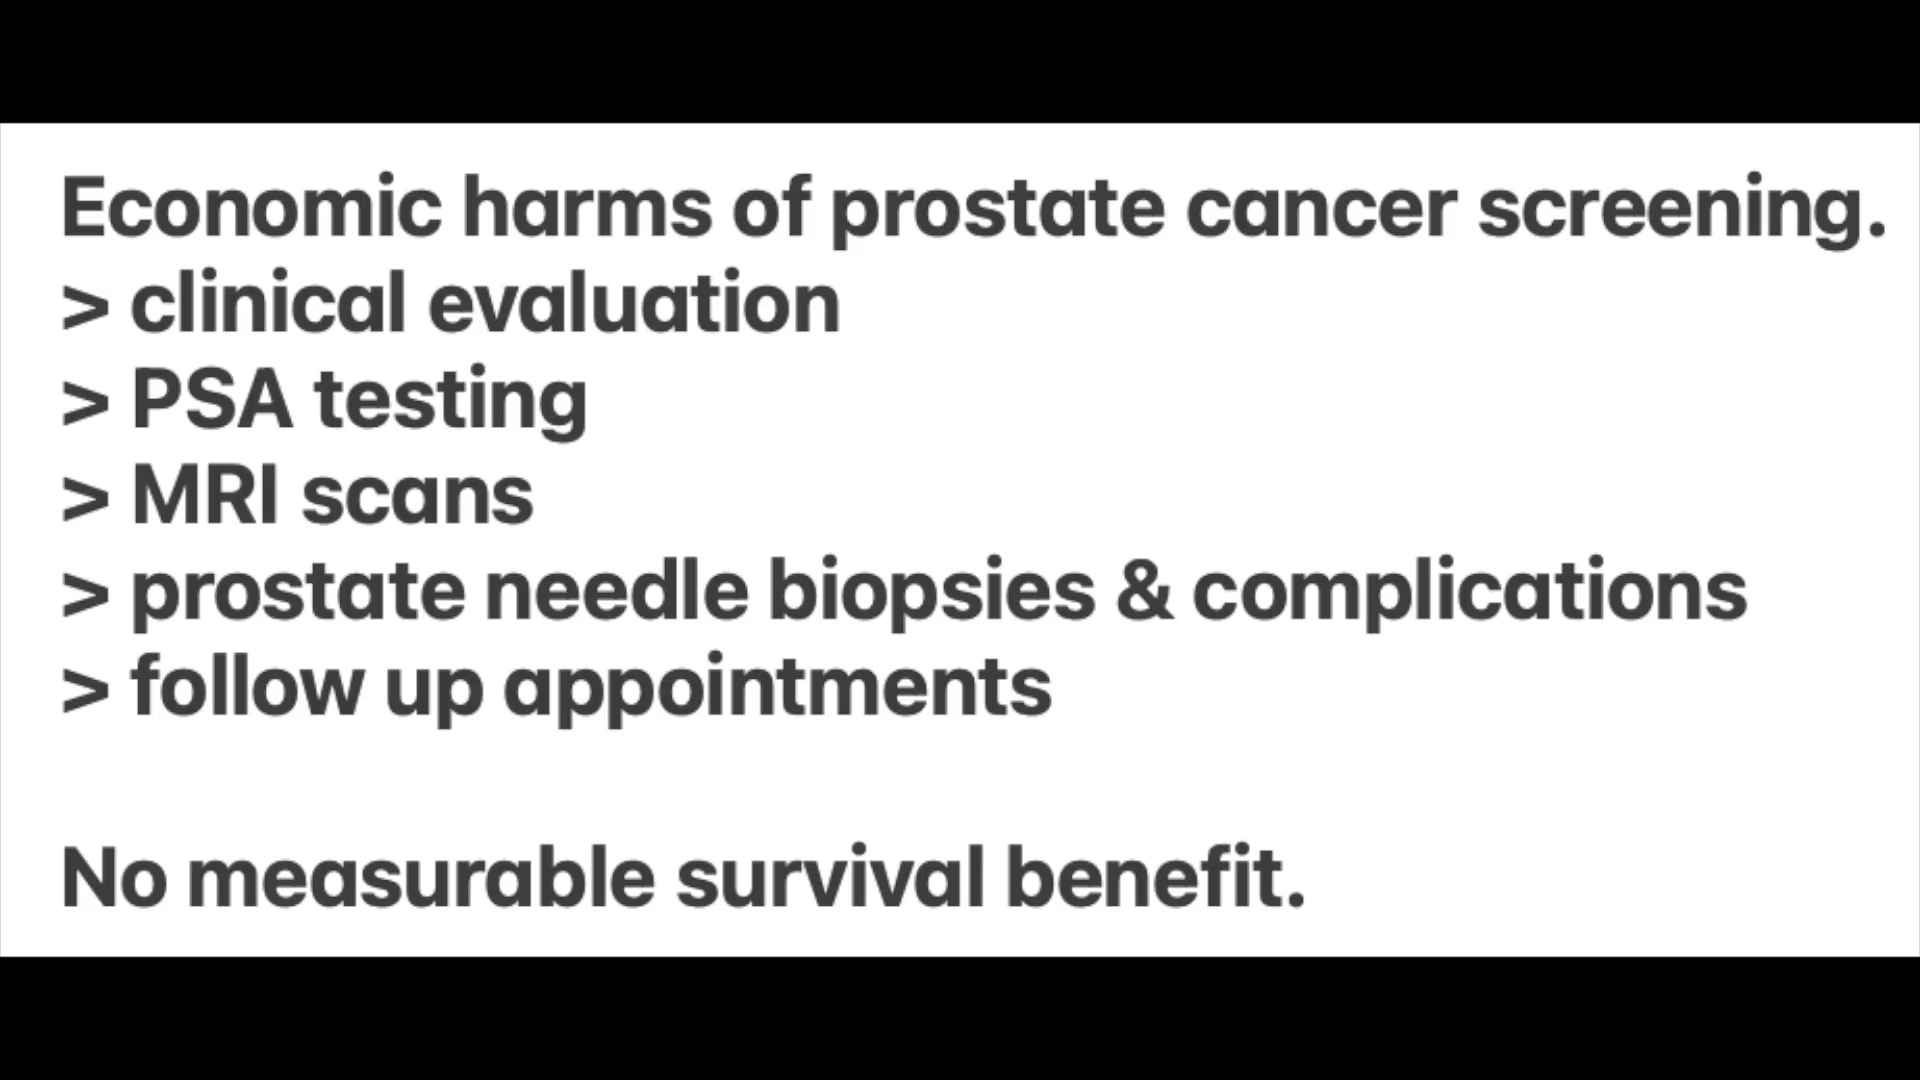 Economic harms of prostate cancer screening.
> clinical evaluation
> PSA testing
> MRI scans
> prostate needle biopsies & complications
> follow up appointments
No measurable survival benefit.